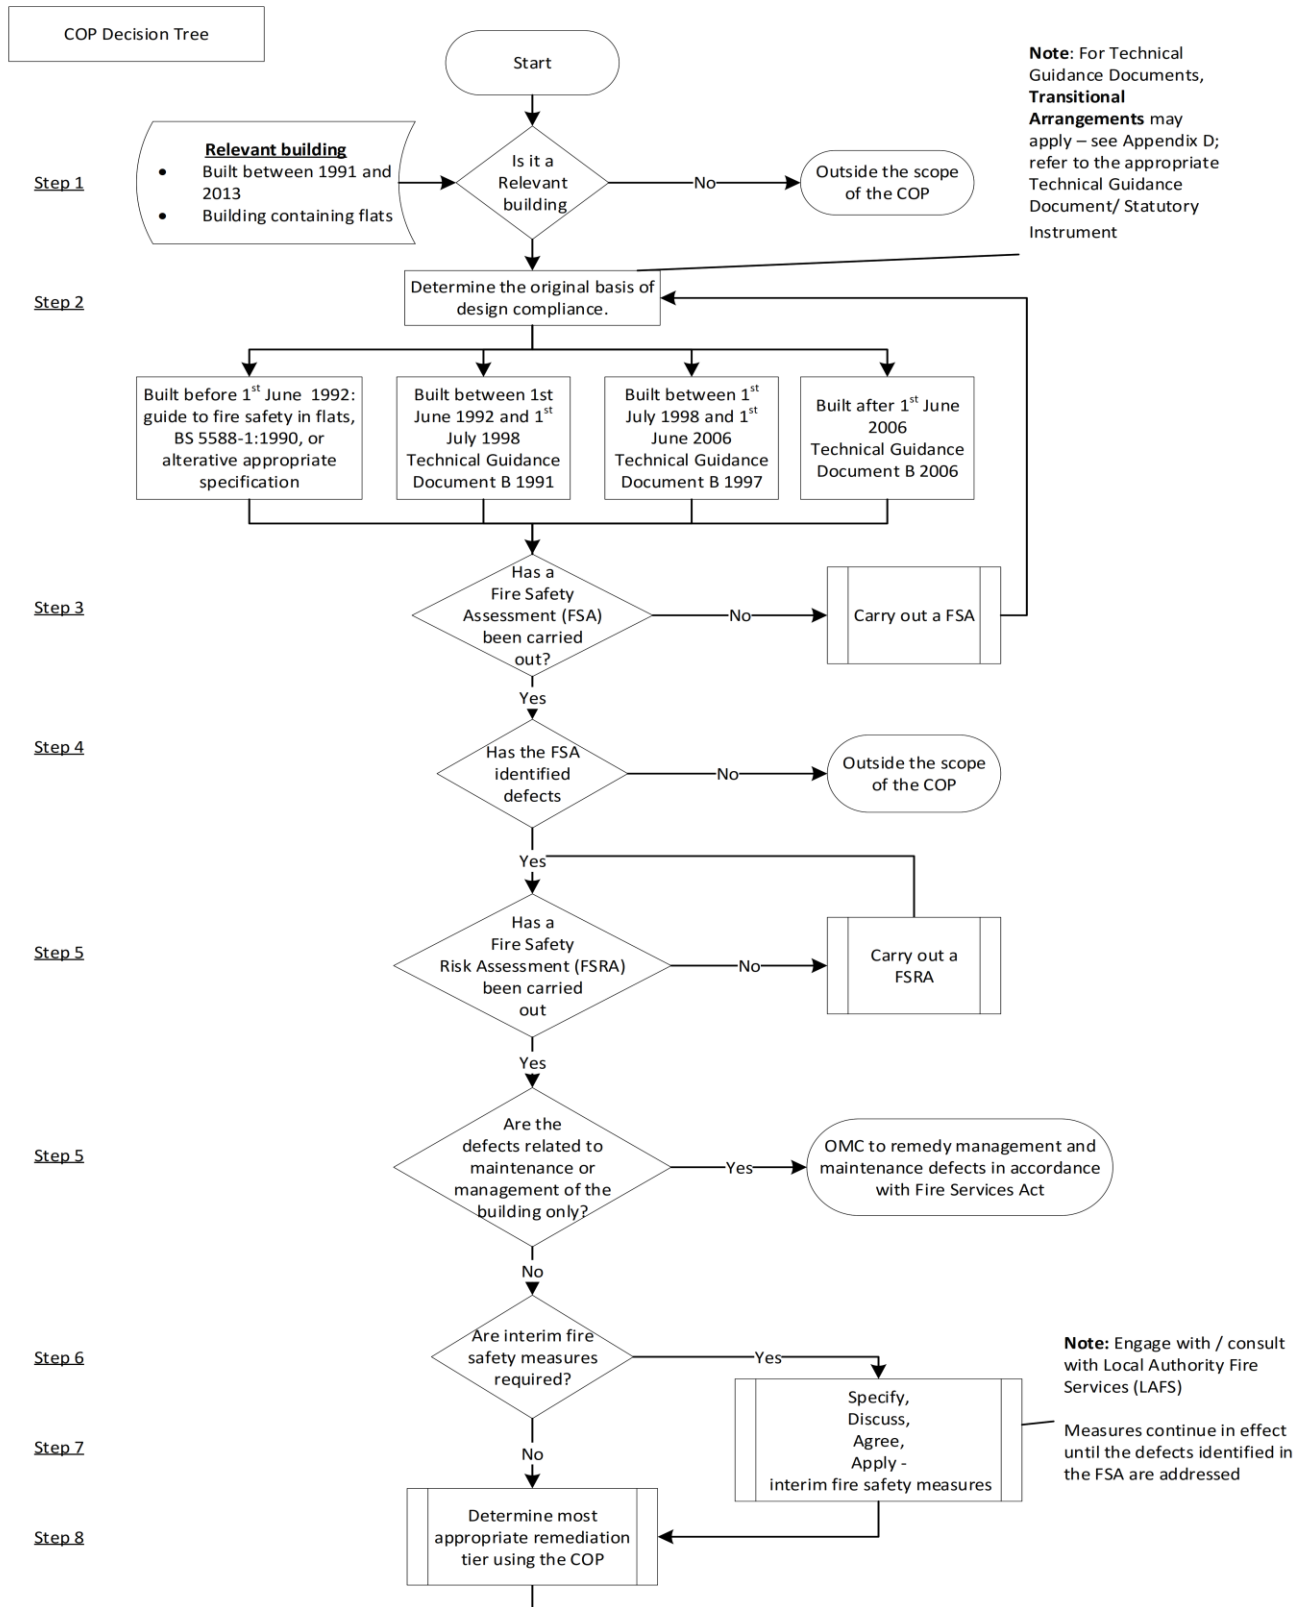 COP Decision Tree
Start
Note: For Technical
Guidance Documents,
Transitional
Arrangements may
apply – see Appendix D;
refer to the appropriate
Technical Guidance
Document/ Statutory
Instrument
Step 1
Relevant building
• Built between 1991 and
2013
• Building containing flats
Is it a
Relevant
building
No
Outside the scope
of the COP
Step 2
Determine the original basis of
design compliance.
Built before 1st June 1992:
guide to fire safety in flats,
BS 5588-1:1990, or
alterative appropriate
specification
Built between 1st
June 1992 and 1st
July 1998
Technical Guidance
Document B 1991
Built between 1st
July 1998 and 1st
June 2006
Technical Guidance
Document B 1997
Built after 1st June
2006
Technical Guidance
Document B 2006
Step 3
Has a
Fire Safety
Assessment (FSA)
been carried
out?
No
Carry out a FSA
Yes
Step 4
Has the FSA
identified
defects
No
Outside the scope
of the COP
Yes
Step 5
Has a
Fire Safety
Risk Assessment (FSRA)
been carried
out
No
Carry out a
FSRA
Yes
Step 5
Are the
defects related to
maintenance or
management of the
building only?
Yes
OMC to remedy management and
maintenance defects in accordance
with Fire Services Act
No
Step 6
Are interim fire
safety measures
required?
Yes
Note: Engage with / consult
with Local Authority Fire
Services (LAFS)
Measures continue in effect
until the defects identified in
the FSA are addressed
Step 7
No
Specify,
Discuss,
Agree,
Apply -
interim fire safety measures
Step 8
Determine most
appropriate remediation
tier using the COP